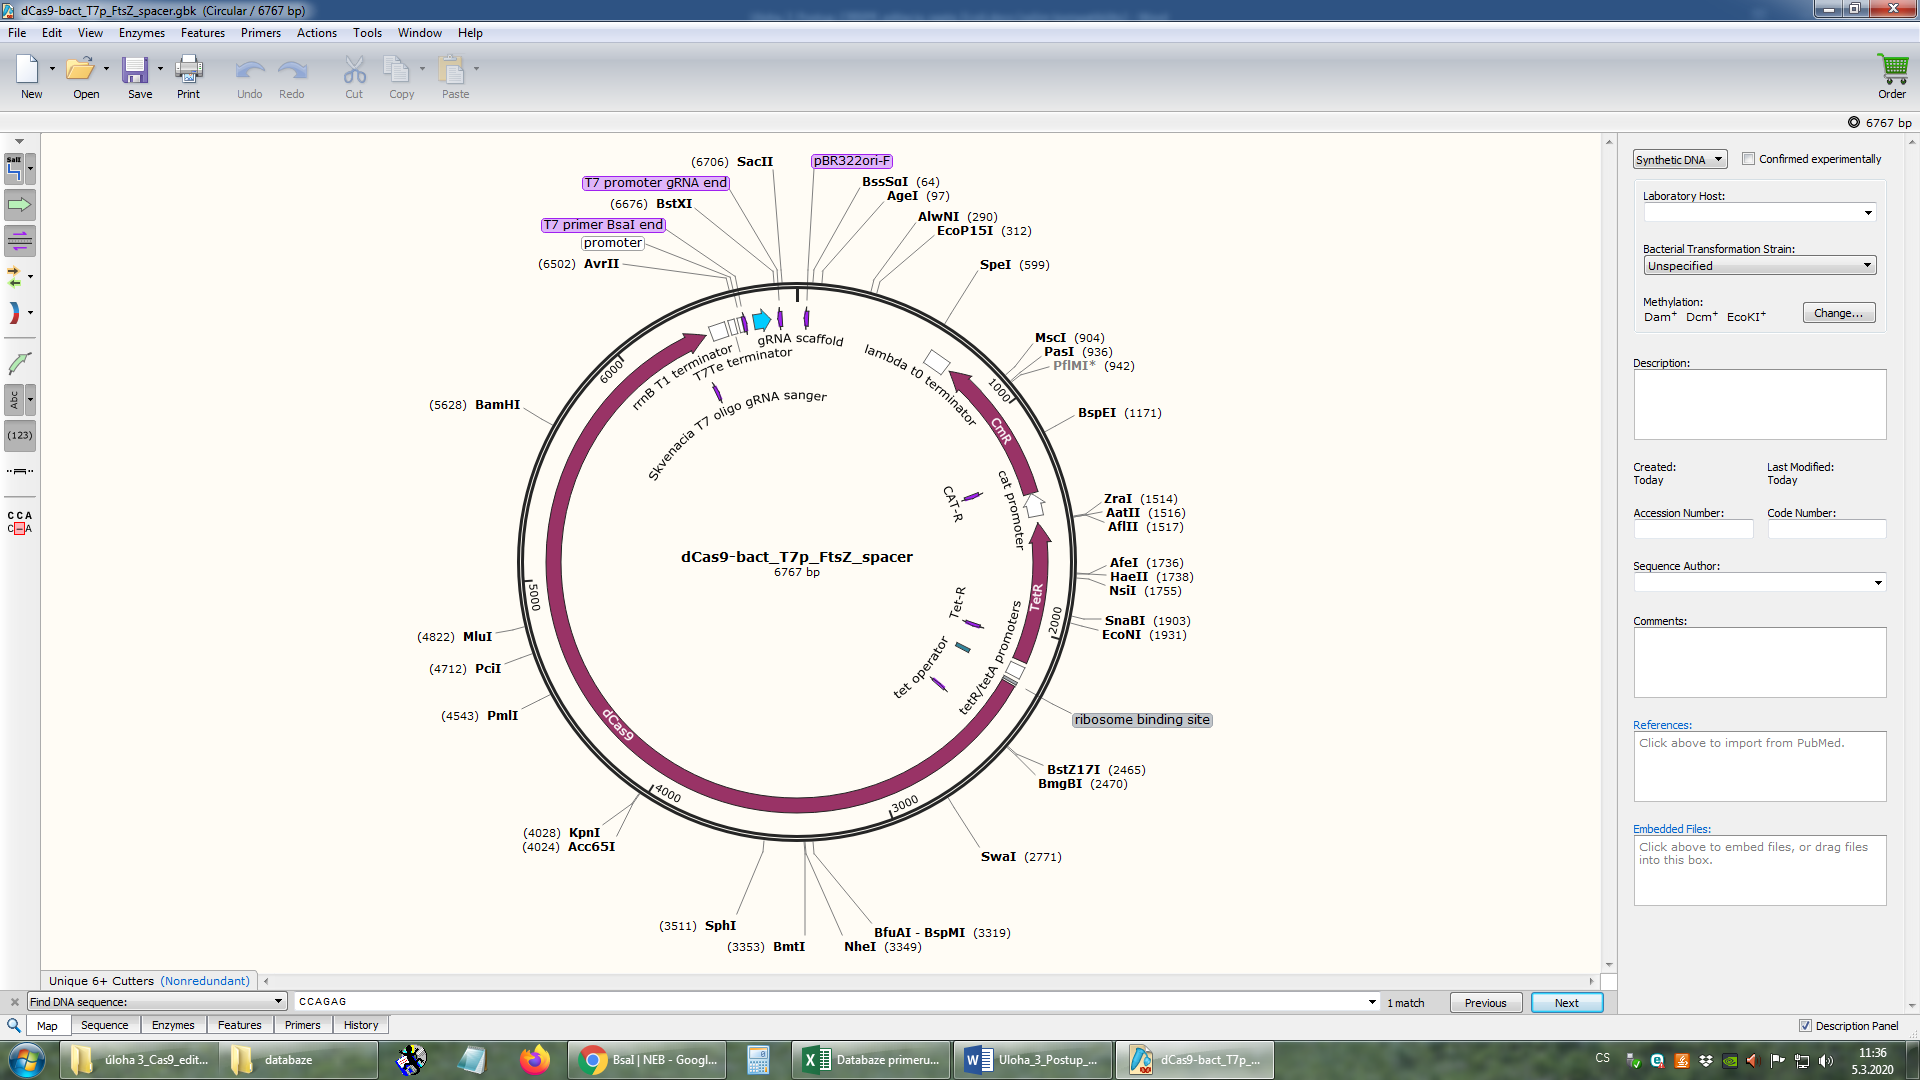 dCas9-bact_T7p_FtsZ_spacer.gbk (Circular / 6767 bp)
File Edit View Enzymes Features Primers Actions Tools Window Help
New Open Save Print Undo Redo Cut Copy Paste Order
6767 bp
SalI
Abc
(123)
CCA
C-A
(6706) SacII
pBR322ori-F
T7 promoter gRNA end
BssSαI (64)
AgeI (97)
(6676) BstXI
AlwNI (290)
T7 primer BsaI end
EcoP15I (312)
promoter
(6502) AvrII
SpeI (599)
MscI (904)
PasI (936)
PflMI* (942)
BspEI (1171)
(5628) BamHI
ZraI (1514)
AatII (1516)
AflII (1517)
AfeI (1736)
HaeII (1738)
NsiI (1755)
SnaBI (1903)
EcoNI (1931)
(4822) MluI
(4712) PciI
(4543) PmlI
ribosome binding site
BstZ17I (2465)
BmgBI (2470)
(4028) KpnI
(4024) Acc65I
SwaI (2771)
(3511) SphI
BfuAI - BspMI (3319)
(3353) BmtI
NheI (3349)
gRNA scaffold
T7Te terminator
rrnB T1 terminator
Skvenacia T7 oligo gRNA sanger
lambda t0 terminator
CmR
cat promoter
CAT-R
TetR
Tet-R
tet operator
tetR/tetA promoters
dCas9
1000
2000
3000
4000
5000
6000
dCas9-bact_T7p_FtsZ_spacer
6767 bp
Synthetic DNA
Confirmed experimentally
Laboratory Host:
Bacterial Transformation Strain:
Unspecified
Methylation:
Dam+ Dcm+ EcoKI+
Change...
Description:
Created: Last Modified:
Today Today
Accession Number: Code Number:
Sequence Author:
Comments:
References:
Click above to import from PubMed.
Embedded Files:
Click above to embed files, or drag files
into this box.
Unique 6+ Cutters (Nonredundant)
Find DNA sequence: CCAGAG 1 match Previous Next
Map Sequence Enzymes Features Primers History Description Panel
úloha 3_Cas9_edit... databaze BsaI | NEB - Googl... Databaze primeru... Uloha_3_Postup_... dCas9-bact_T7p_... CS 11:36
5.3.2020